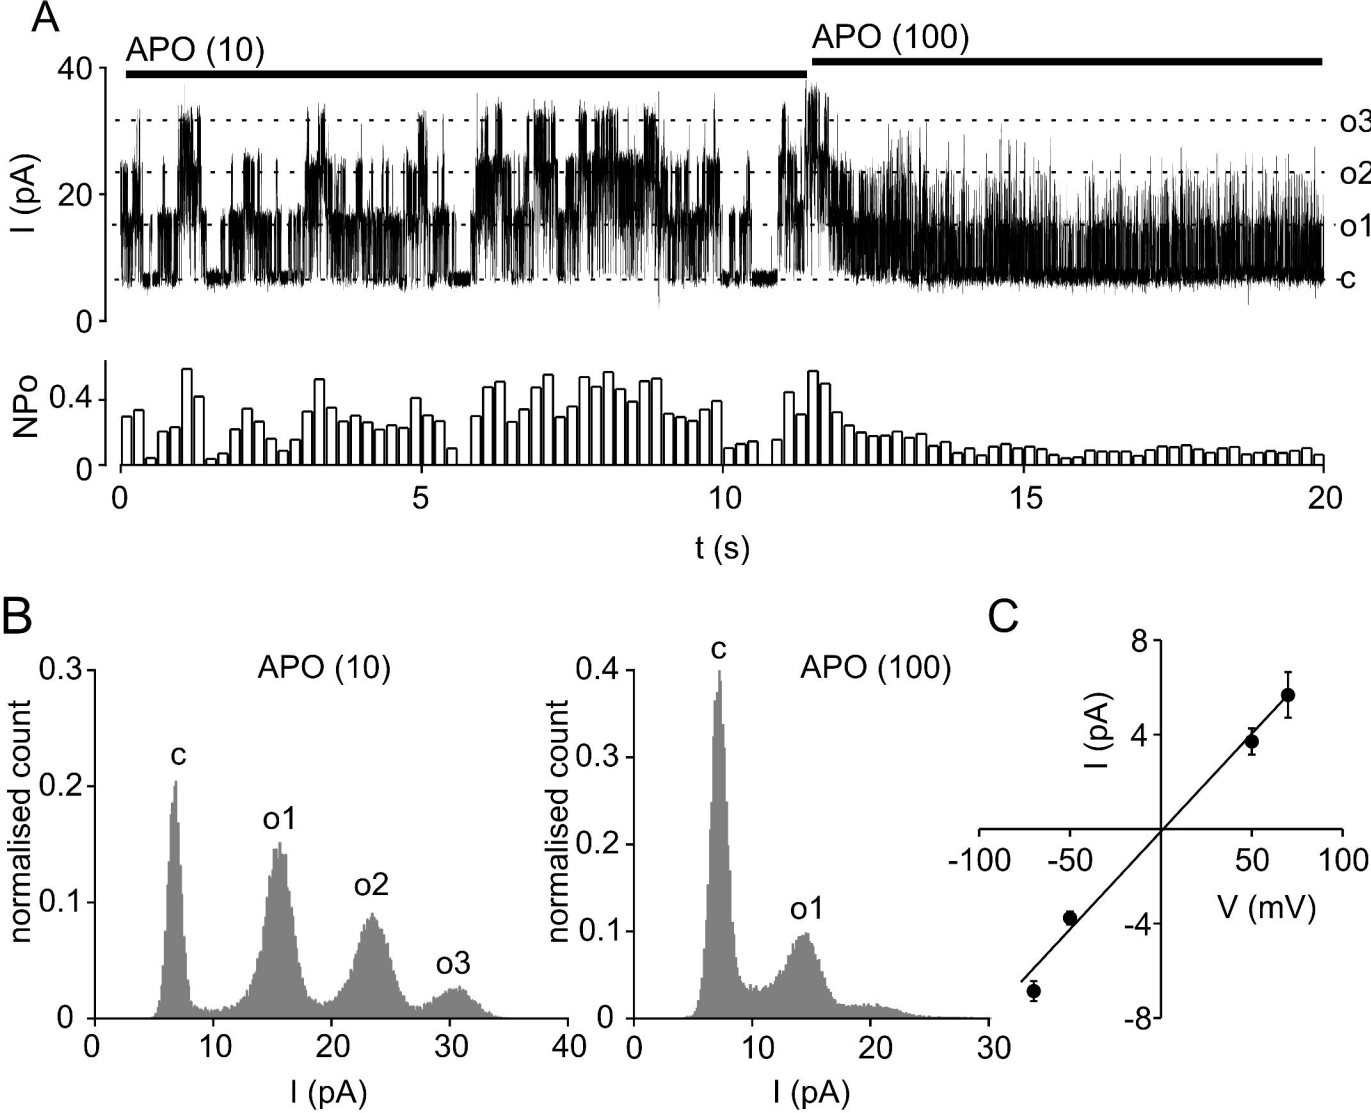 A
APO (10)
APO (100)
40
20
0
I (pA)
o3
o2
o1
c
NPo
0.4
0
0 5 10 15 20
t (s)
B
APO (10)
0.3
0.2
0.1
0
normalised count
c
o1
o2
o3
0 10 20 30 40
I (pA)
APO (100)
0.4
0.3
0.2
0.1
0
normalised count
c
o1
0 10 20 30
I (pA)
C
8
4
-4
-8
I (pA)
-100 -50 50 100
V (mV)